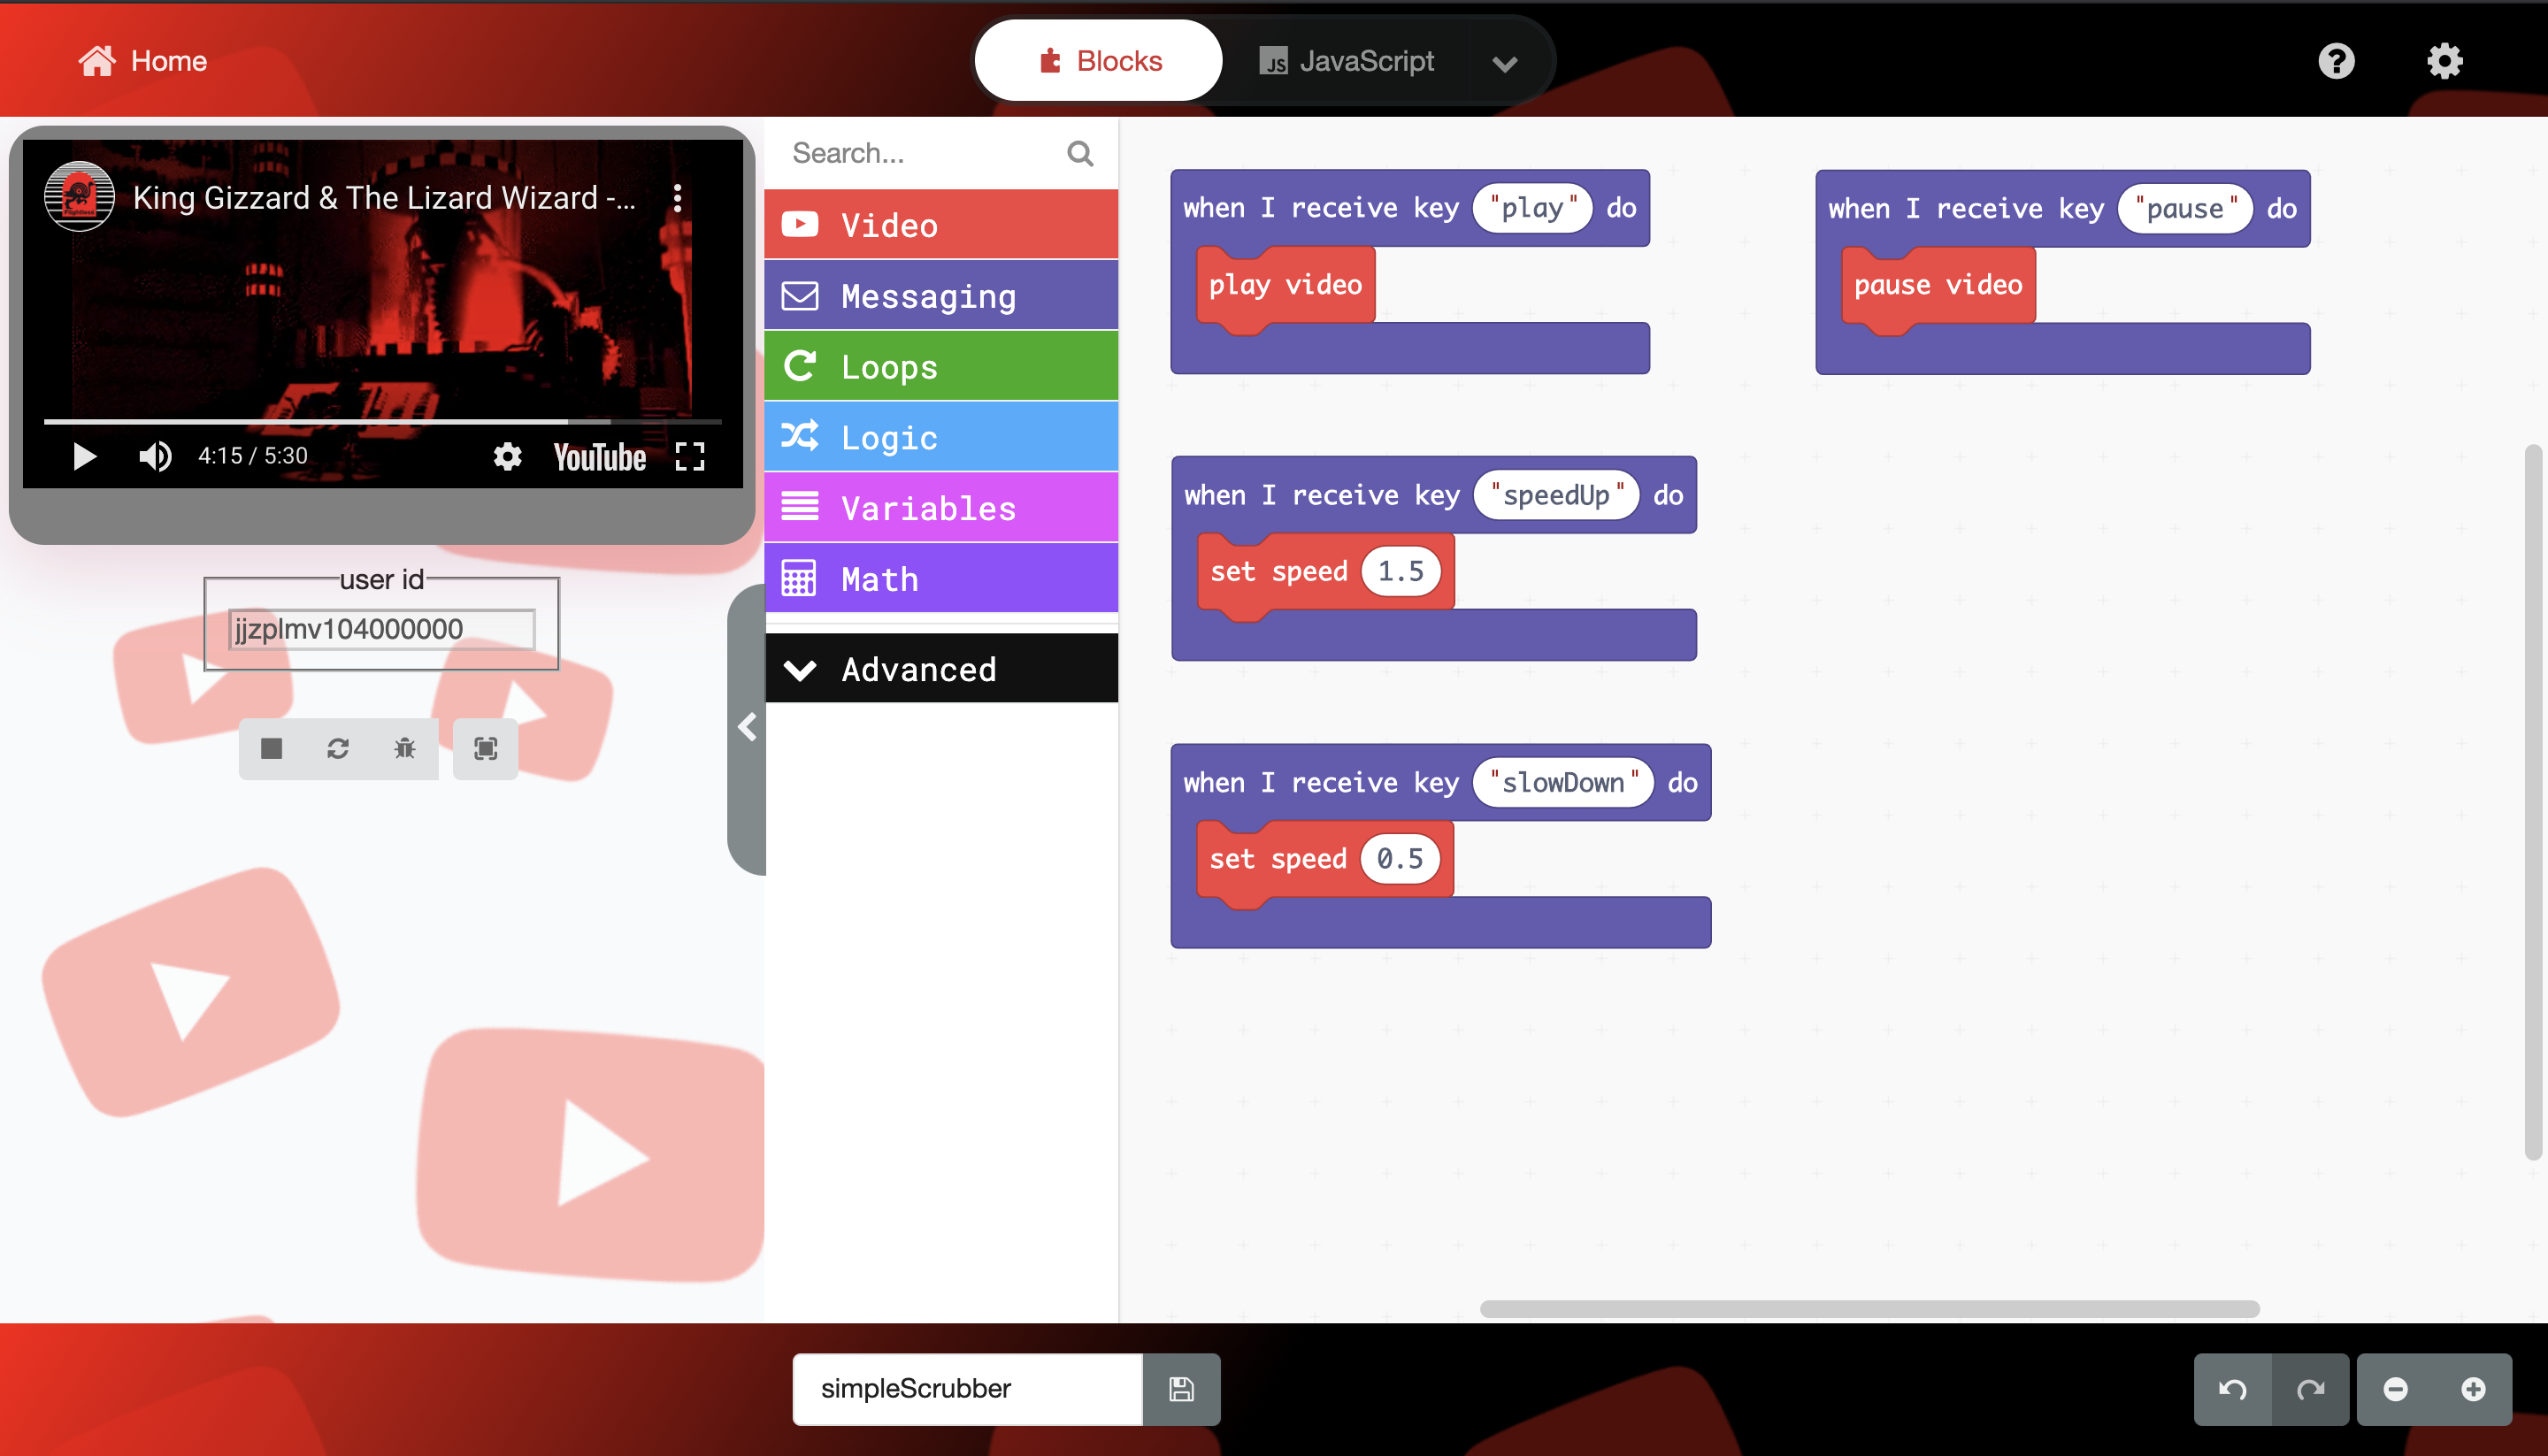 Home
Blocks
JS JavaScript
King Gizzard & The Lizard Wizard -...
4:15 / 5:30
YouTube
user id
jjzplmv104000000
Search...
Video
Messaging
Loops
Logic
Variables
Math
Advanced
when I receive key "play" do
play video
when I receive key "pause" do
pause video
when I receive key "speedUp" do
set speed 1.5
when I receive key "slowDown" do
set speed 0.5
simpleScrubber